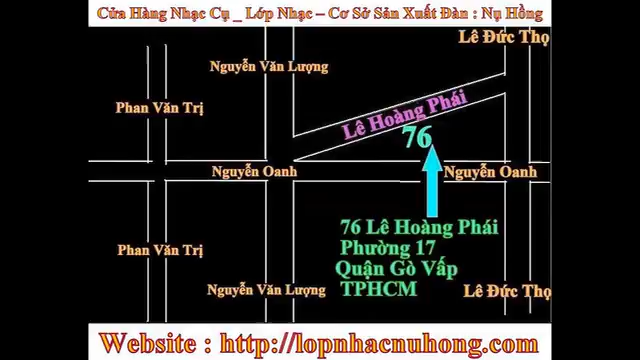 Cửa Hàng Nhạc Cụ _ Lớp Nhạc – Cơ Sở Sản Xuất Đàn : Nụ Hồng
Lê Đức Thọ
Nguyễn Văn Lượng
Phan Văn Trị
Lê Hoàng Phái
76
Nguyễn Oanh
Nguyễn Oanh
76 Lê Hoàng Phái
Phường 17
Quận Gò Vấp
TPHCM
Phan Văn Trị
Nguyễn Văn Lượng
Lê Đức Thọ
Website : http://lopnhacnuhong.com